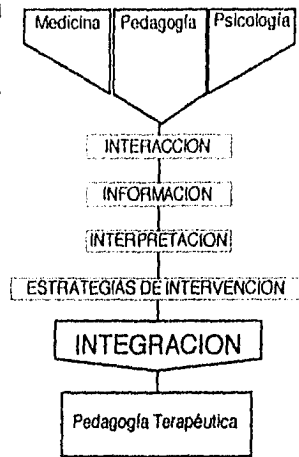 Medicina Pedagogía Psicología
INTERACCION
INFORMACION
INTERPRETACION
ESTRATEGIAS DE INTERVENCION
INTEGRACION
Pedagogía Terapéutica